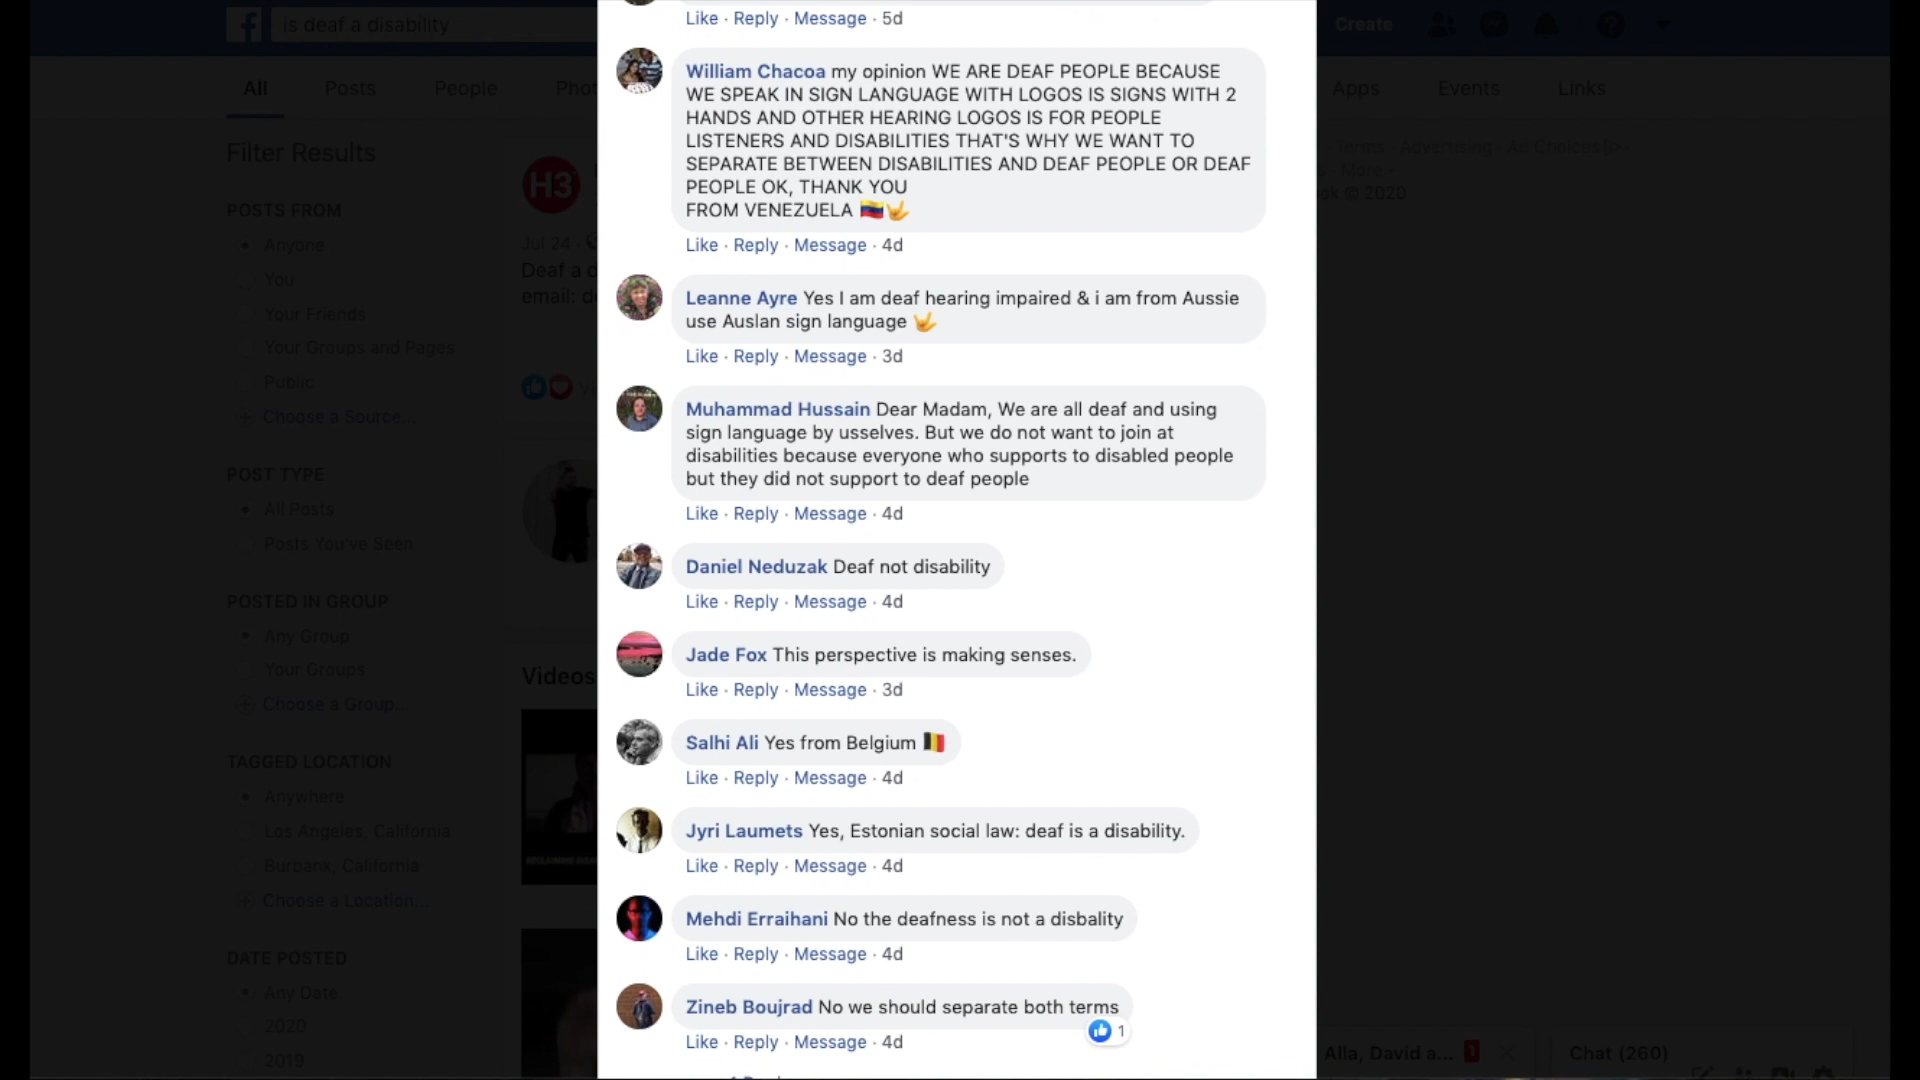 is deaf a disability
Create
All
Posts
People
Phot
Apps
Events
Links
Filter Results
POSTS FROM
Anyone
You
Your Friends
Your Groups and Pages
Public
Choose a Source...
POST TYPE
All Posts
Posts You've Seen
POSTED IN GROUP
Any Group
Your Groups
Choose a Group...
TAGGED LOCATION
Anywhere
Los Angeles, California
Burbank, California
Choose a Location...
DATE POSTED
Any Date
2020
2019
H3
Jul 24 ·
Deaf a
email:
Videos
Like · Reply · Message · 5d
William Chacoa my opinion WE ARE DEAF PEOPLE BECAUSE
WE SPEAK IN SIGN LANGUAGE WITH LOGOS IS SIGNS WITH 2
HANDS AND OTHER HEARING LOGOS IS FOR PEOPLE
LISTENERS AND DISABILITIES THAT'S WHY WE WANT TO
SEPARATE BETWEEN DISABILITIES AND DEAF PEOPLE OR DEAF
PEOPLE OK, THANK YOU
FROM VENEZUELA 🇻🇪🤟
Like · Reply · Message · 4d
Leanne Ayre Yes I am deaf hearing impaired & i am from Aussie
use Auslan sign language 🤟
Like · Reply · Message · 3d
Muhammad Hussain Dear Madam, We are all deaf and using
sign language by usselves. But we do not want to join at
disabilities because everyone who supports to disabled people
but they did not support to deaf people
Like · Reply · Message · 4d
Daniel Neduzak Deaf not disability
Like · Reply · Message · 4d
Jade Fox This perspective is making senses.
Like · Reply · Message · 3d
Salhi Ali Yes from Belgium 🇧🇪
Like · Reply · Message · 4d
Jyri Laumets Yes, Estonian social law: deaf is a disability.
Like · Reply · Message · 4d
Mehdi Erraihani No the deafness is not a disbality
Like · Reply · Message · 4d
Zineb Boujrad No we should separate both terms
1
Like · Reply · Message · 4d
Terms · Advertising · Ad Choices
More
ok © 2020
Alla, David a...
1
Chat (260)